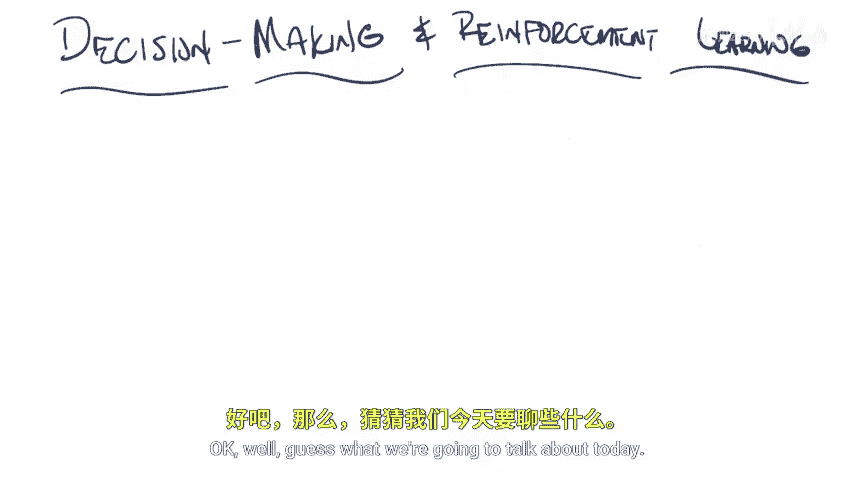 DECISION - MAKING & REINFORCEMENT LEARNING
好吧，那么，猜猜我们今天要聊些什么。
OK, well, guess what we're going to talk about today.